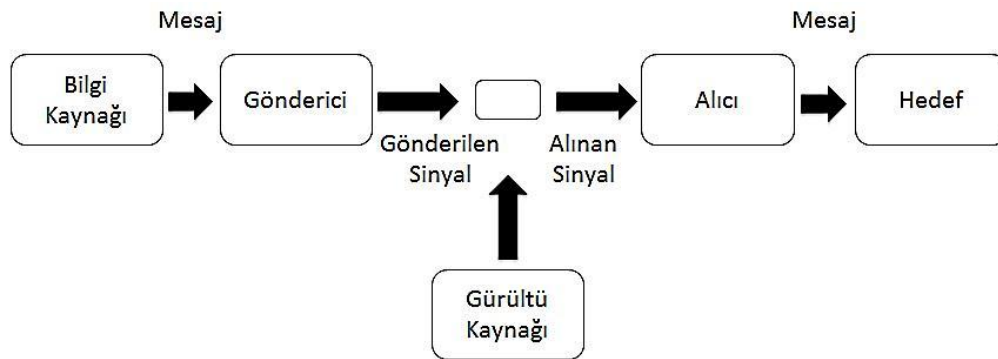 Mesaj
Mesaj
Bilgi
Kaynağı
Gönderici
Alıcı
Hedef
Gönderilen
Sinyal
Alınan
Sinyal
Gürültü
Kaynağı